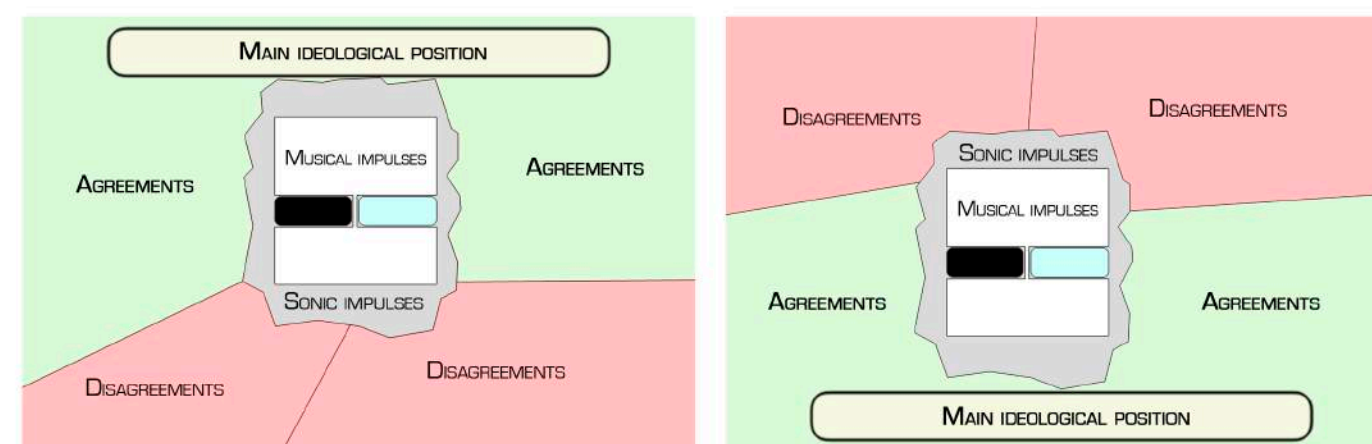 MAIN IDEOLOGICAL POSITION
MUSICAL IMPULSES
AGREEMENTS
AGREEMENTS
SONIC IMPULSES
DISAGREEMENTS
DISAGREEMENTS
DISAGREEMENTS
DISAGREEMENTS
SONIC IMPULSES
MUSICAL IMPULSES
AGREEMENTS
AGREEMENTS
MAIN IDEOLOGICAL POSITION